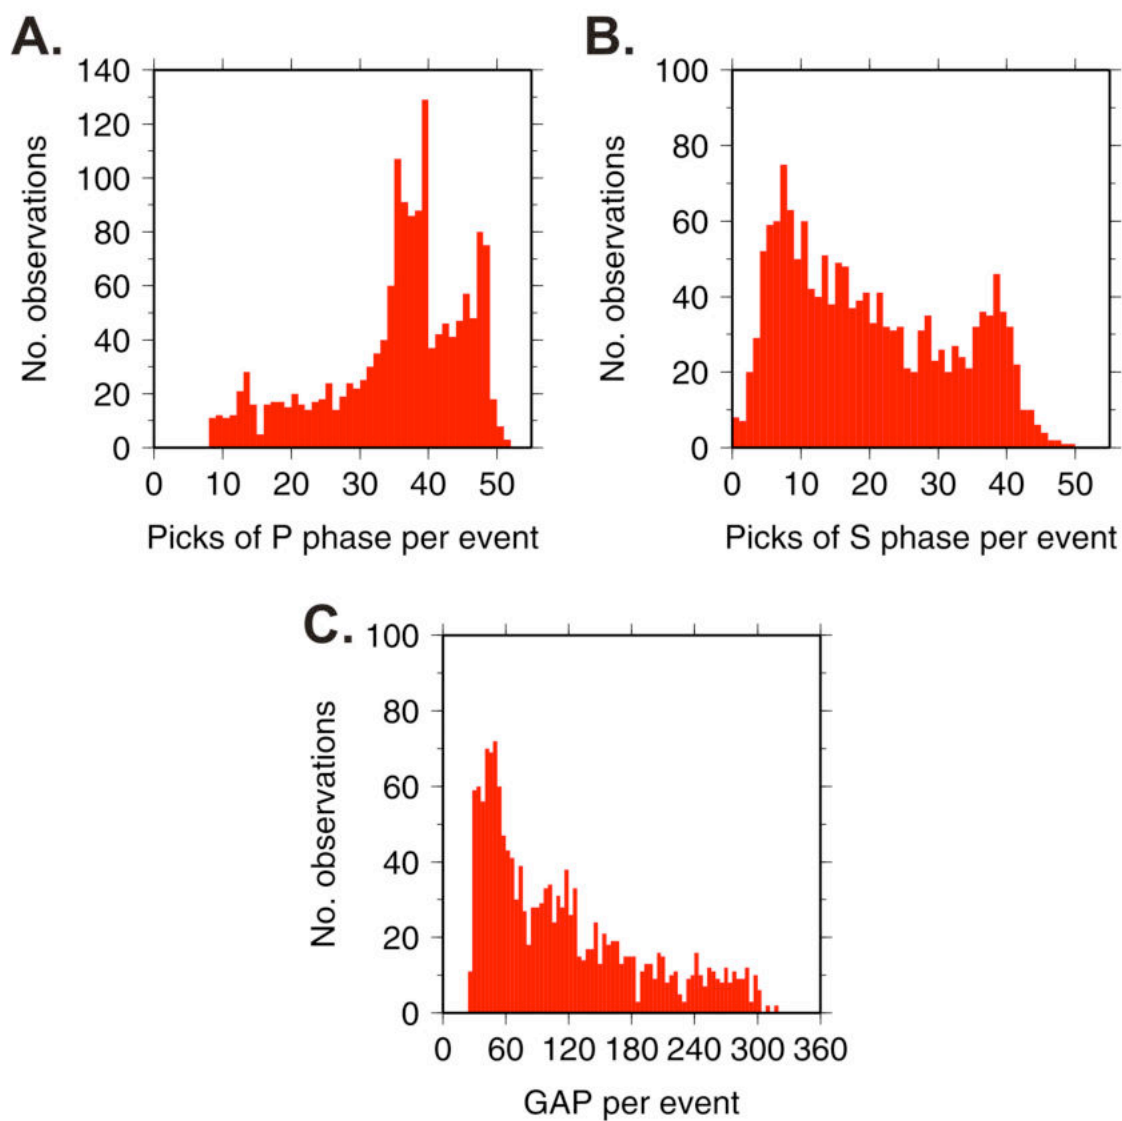 A.
B.
140
120
100
80
60
40
20
0
No. observations
0 10 20 30 40 50
Picks of P phase per event
100
80
60
40
20
0
No. observations
0 10 20 30 40 50
Picks of S phase per event
C.
100
80
60
40
20
0
No. observations
0 60 120 180 240 300 360
GAP per event